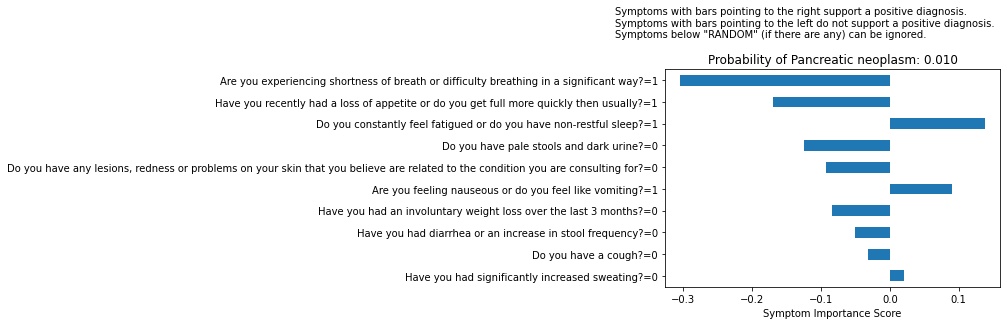 Symptoms with bars pointing to the right support a positive diagnosis.
Symptoms with bars pointing to the left do not support a positive diagnosis.
Symptoms below "RANDOM" (if there are any) can be ignored.
Probability of Pancreatic neoplasm: 0.010
Are you experiencing shortness of breath or difficulty breathing in a significant way?=1
Have you recently had a loss of appetite or do you get full more quickly then usually?=1
Do you constantly feel fatigued or do you have non-restful sleep?=1
Do you have pale stools and dark urine?=0
Do you have any lesions, redness or problems on your skin that you believe are related to the condition you are consulting for?=0
Are you feeling nauseous or do you feel like vomiting?=1
Have you had an involuntary weight loss over the last 3 months?=0
Have you had diarrhea or an increase in stool frequency?=0
Do you have a cough?=0
Have you had significantly increased sweating?=0
−0.3 −0.2 −0.1 0.0 0.1
Symptom Importance Score